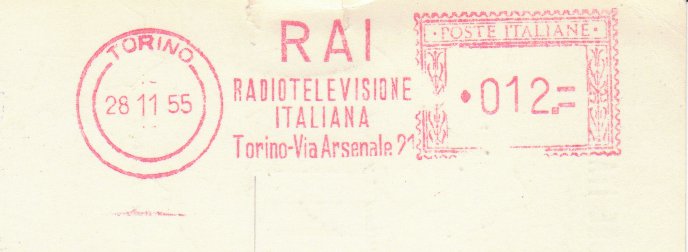 TORINO
28 11 55
RAI
RADIOTELEVISIONE
ITALIANA
Torino-Via Arsenale 21
·POSTE ITALIANE·
·012.=